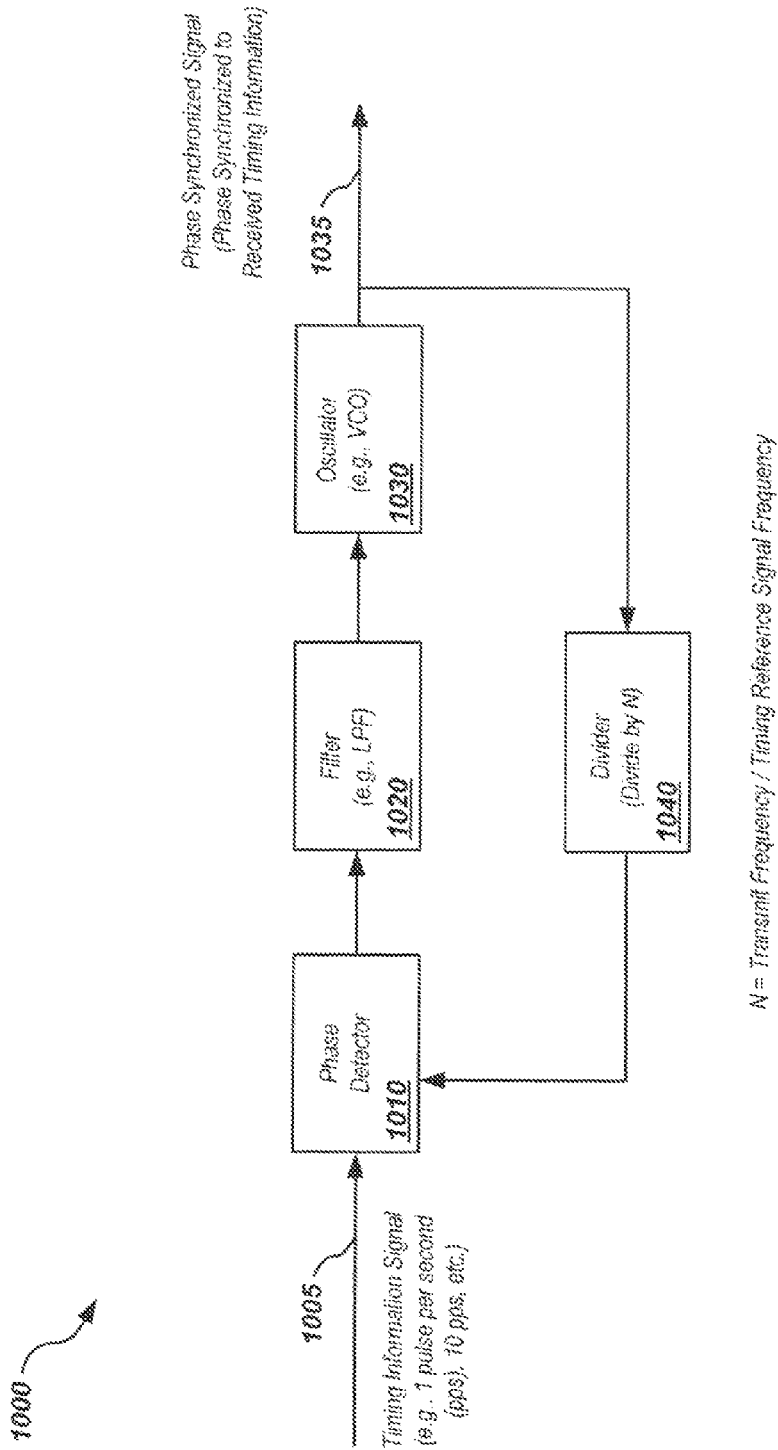 1000
Timing Information Signal
(e.g., 1 pulse per second
(pps), 10 pps, etc.)
1005
Phase
Detector
1010
Filter
(e.g., LPF)
1020
Oscillator
(e.g., VCO)
1030
1035
Phase Synchronized Signal
(Phase Synchronized to
Received Timing Information)
Divider
(Divide by N)
1040
N = Transmit Frequency / Timing Reference Signal Frequency